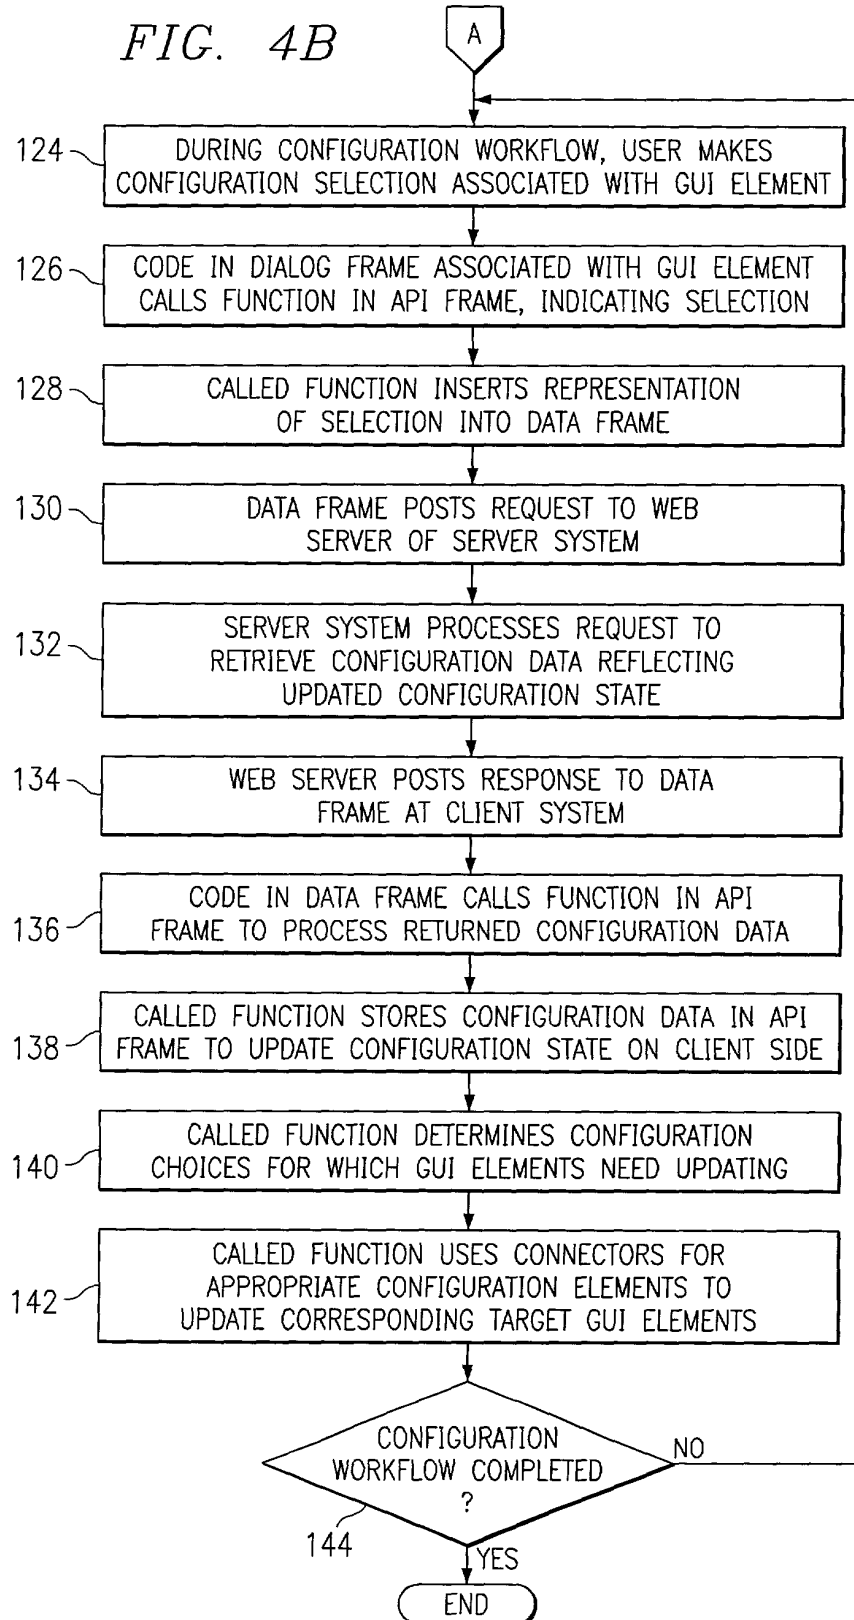 FIG. 4B
A
124
DURING CONFIGURATION WORKFLOW, USER MAKES
CONFIGURATION SELECTION ASSOCIATED WITH GUI ELEMENT
126
CODE IN DIALOG FRAME ASSOCIATED WITH GUI ELEMENT
CALLS FUNCTION IN API FRAME, INDICATING SELECTION
128
CALLED FUNCTION INSERTS REPRESENTATION
OF SELECTION INTO DATA FRAME
130
DATA FRAME POSTS REQUEST TO WEB
SERVER OF SERVER SYSTEM
132
SERVER SYSTEM PROCESSES REQUEST TO
RETRIEVE CONFIGURATION DATA REFLECTING
UPDATED CONFIGURATION STATE
134
WEB SERVER POSTS RESPONSE TO DATA
FRAME AT CLIENT SYSTEM
136
CODE IN DATA FRAME CALLS FUNCTION IN API
FRAME TO PROCESS RETURNED CONFIGURATION DATA
138
CALLED FUNCTION STORES CONFIGURATION DATA IN API
FRAME TO UPDATE CONFIGURATION STATE ON CLIENT SIDE
140
CALLED FUNCTION DETERMINES CONFIGURATION
CHOICES FOR WHICH GUI ELEMENTS NEED UPDATING
142
CALLED FUNCTION USES CONNECTORS FOR
APPROPRIATE CONFIGURATION ELEMENTS TO
UPDATE CORRESPONDING TARGET GUI ELEMENTS
CONFIGURATION
WORKFLOW COMPLETED
?
NO
144
YES
END